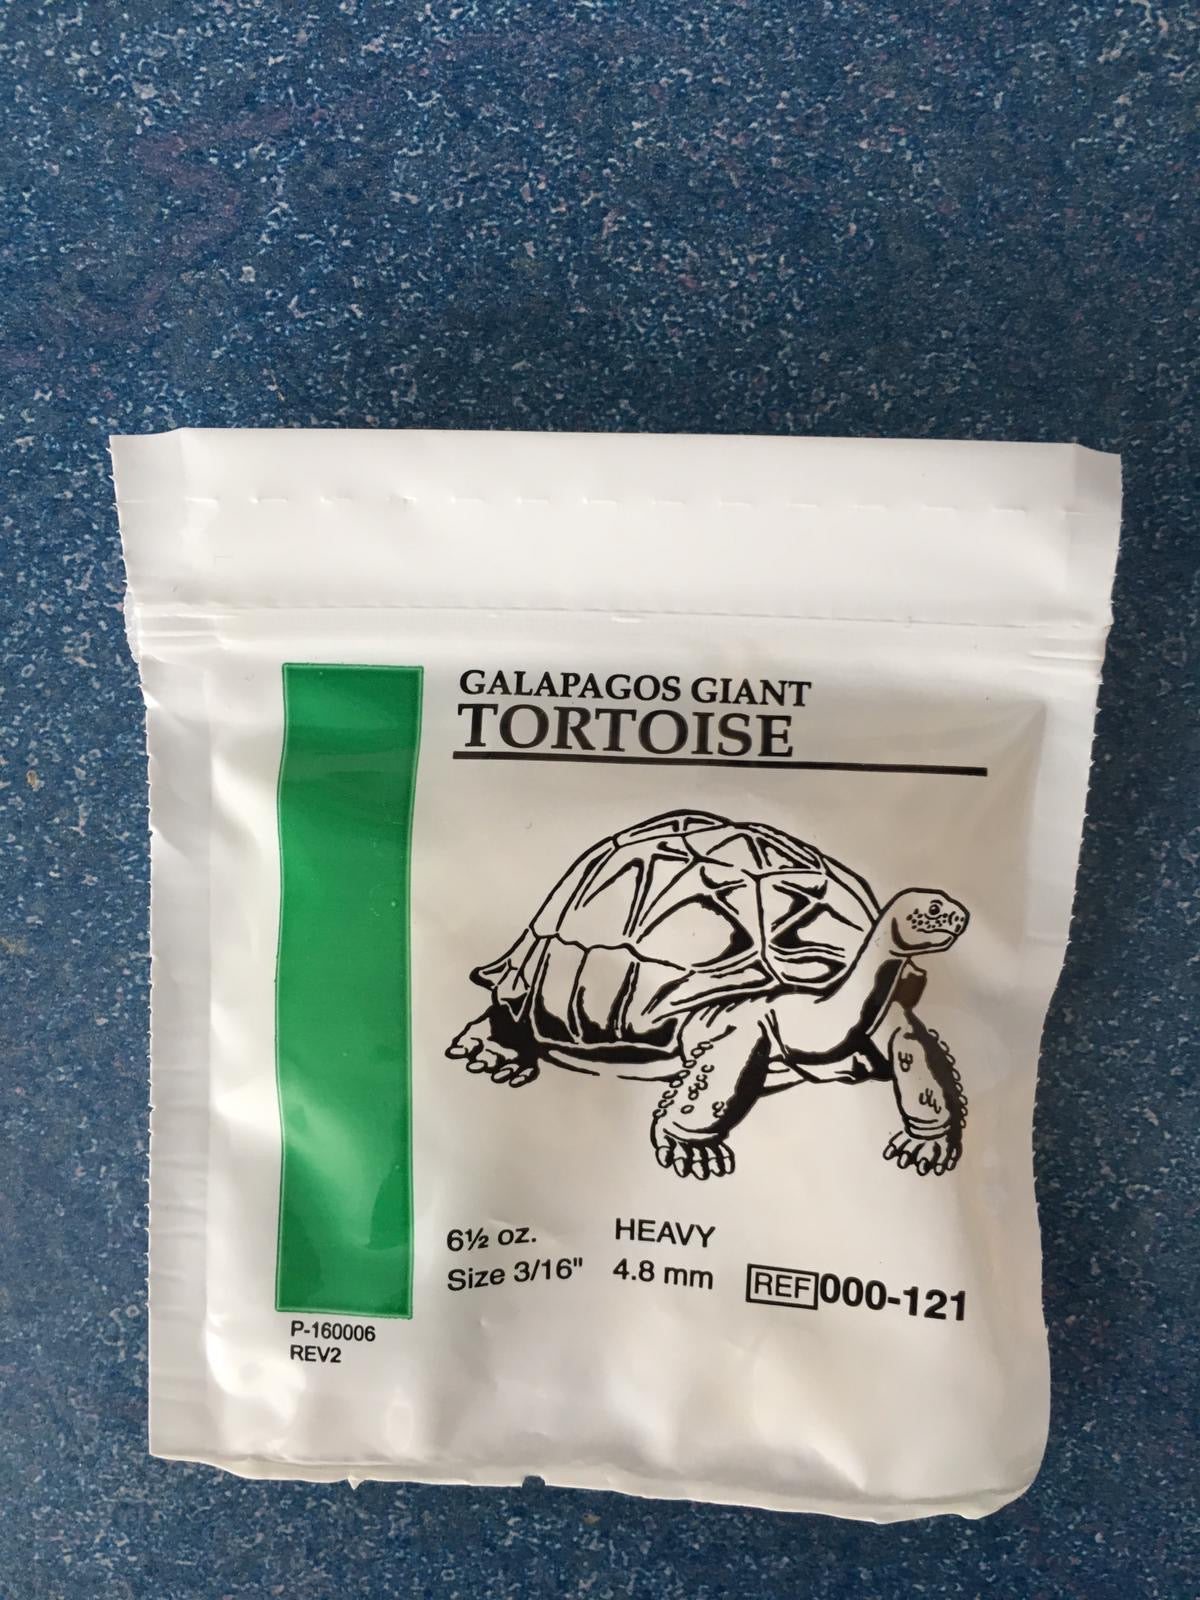 GALAPAGOS GIANT
TORTOISE
6½ oz. HEAVY
Size 3/16" 4.8 mm REF 000-121
P-160006
REV2